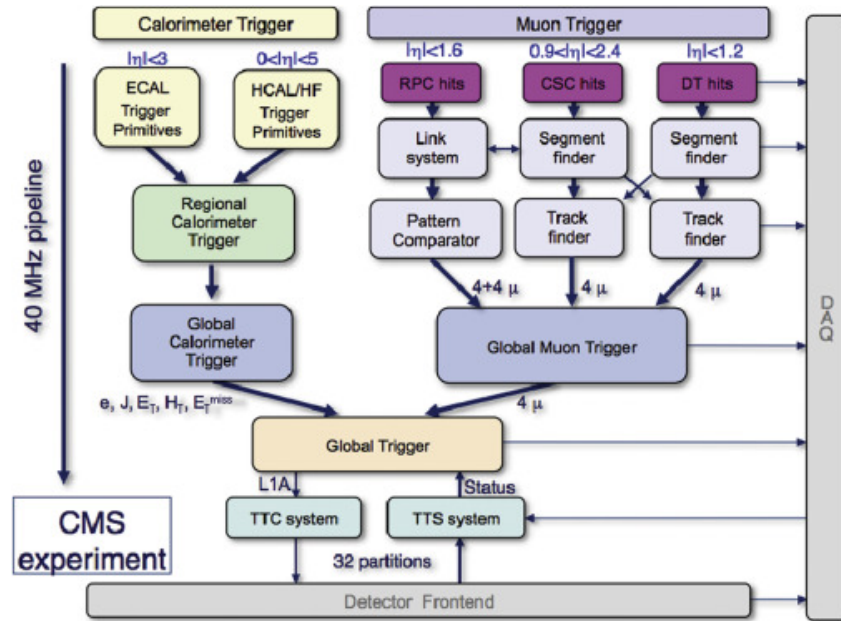 Calorimeter Trigger
Muon Trigger
|η|<3
0<|η|<5
|η|<1.6
0.9<|η|<2.4
|η|<1.2
ECAL
Trigger
Primitives
HCAL/HF
Trigger
Primitives
RPC hits
CSC hits
DT hits
Link
system
Segment
finder
Segment
finder
Regional
Calorimeter
Trigger
Pattern
Comparator
Track
finder
Track
finder
40 MHz pipeline
4+4 μ
4 μ
4 μ
DAQ
Global
Calorimeter
Trigger
Global Muon Trigger
e, J, E_T, H_T, E_T^miss
4 μ
Global Trigger
L1A
Status
TTC system
TTS system
CMS
experiment
32 partitions
Detector Frontend